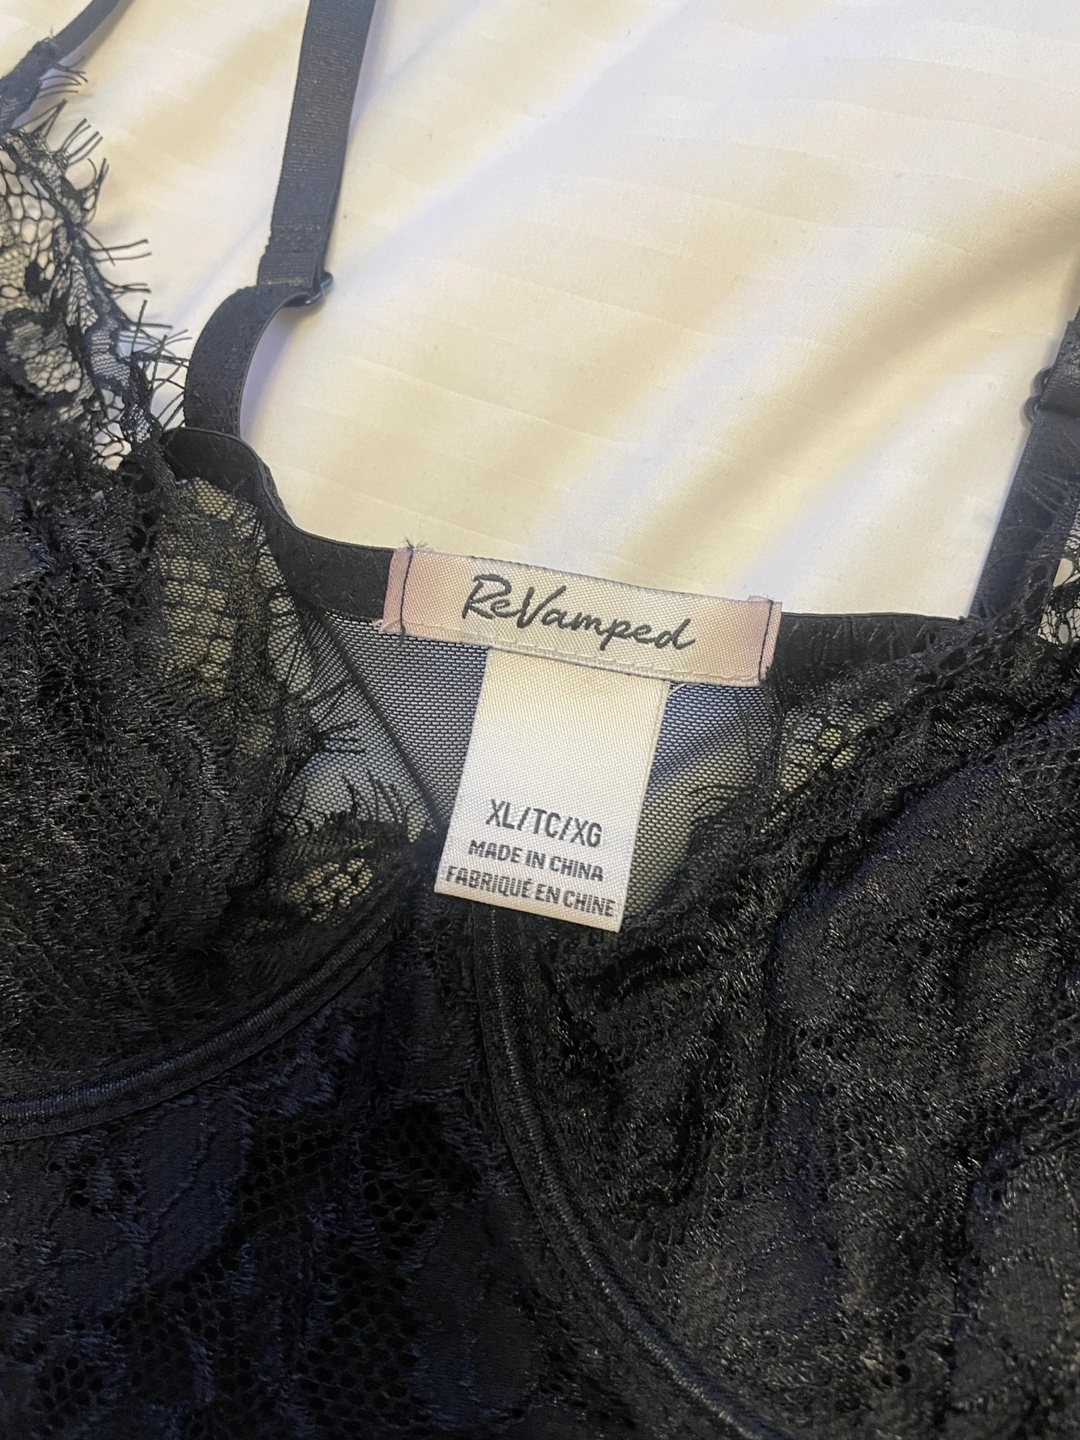 ReVamped
XL/TC/XG
MADE IN CHINA
FABRIQUÉ EN CHINE